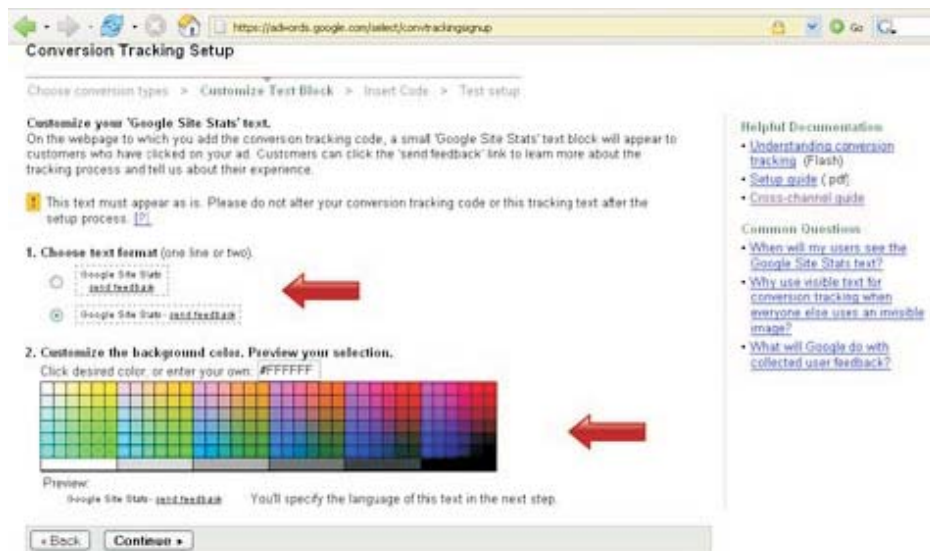 https://adwords.google.com/select/convtrackingsignup
Go
Conversion Tracking Setup
Choose conversion types > Customize Text Block > Insert Code > Test setup
Customize your 'Google Site Stats' text.
On the webpage to which you add the conversion tracking code, a small 'Google Site Stats' text block will appear to
customers who have clicked on your ad. Customers can click the 'send feedback' link to learn more about the
tracking process and tell us about their experience.
This text must appear as is. Please do not alter your conversion tracking code or this tracking text after the
setup process. [?]
1. Choose text format (one line or two).
Google Site Stats
send feedback
Google Site Stats - send feedback
2. Customize the background color. Preview your selection.
Click desired color, or enter your own: #FFFFFF
Preview:
Google Site Stats - send feedback You'll specify the language of this text in the next step.
« Back Continue »
Helpful Documentation
• Understanding conversion
tracking (Flash)
• Setup guide (pdf)
• Cross-channel guide
Common Questions
• When will my users see the
Google Site Stats text?
• Why use visible text for
conversion tracking when
everyone else uses an invisible
image?
• What will Google do with
collected user feedback?